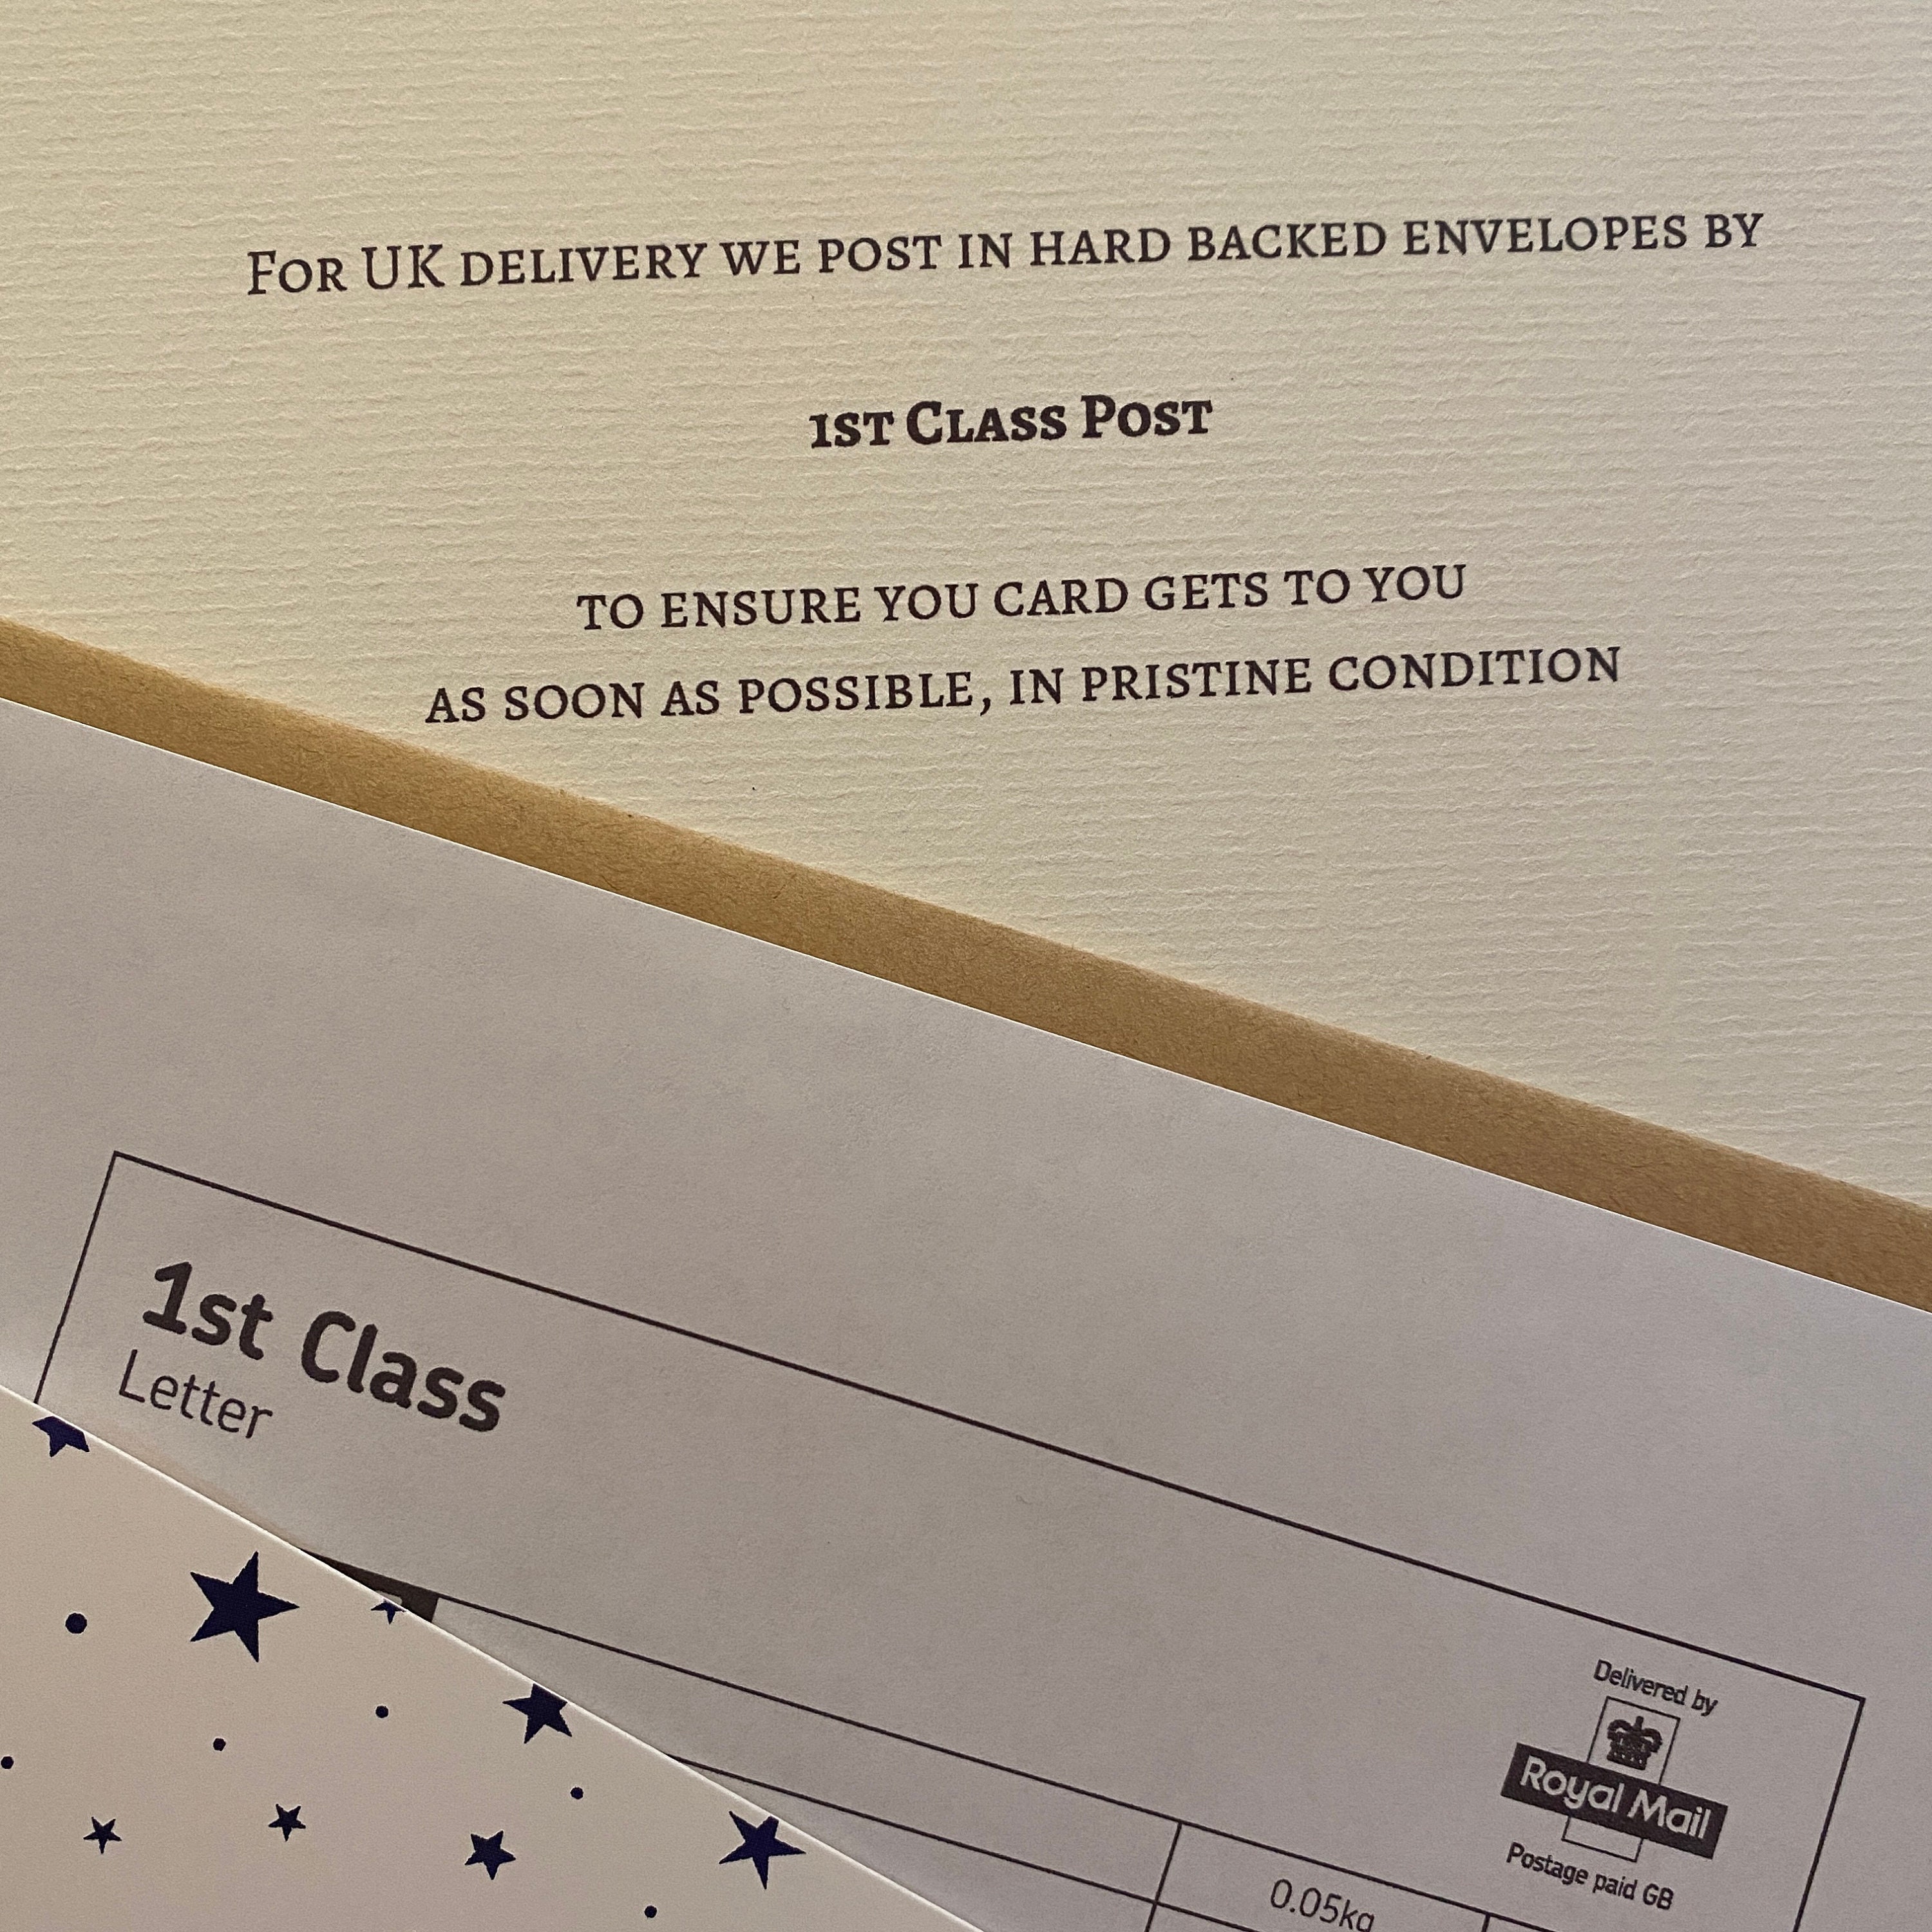 For UK delivery we post in hard backed envelopes by
1st Class Post
to ensure you card gets to you
as soon as possible, in pristine condition
1st Class
Letter
Delivered by
Royal Mail
Postage paid GB
0.05kg